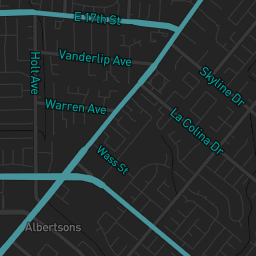 E 17th St
Vanderlip Ave
Skyline Dr
Holt Ave
Warren Ave
La Colina Dr
Wass St
Albertsons